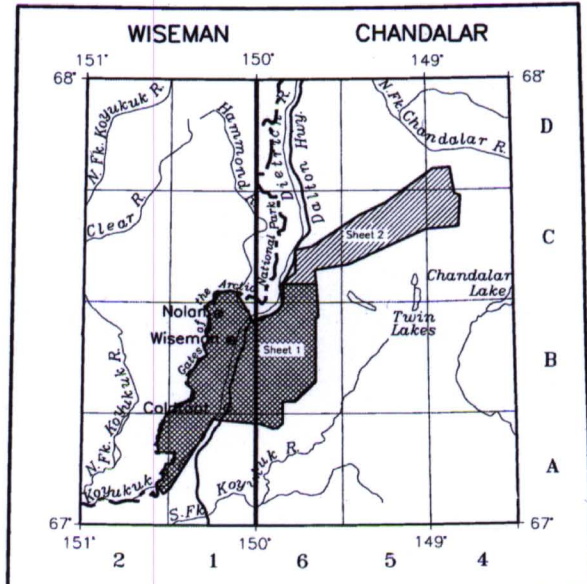 WISEMAN CHANDALAR
151° 150° 149°
68° 68°
N. Fk. Koyukuk R.
Hammond R.
Dietrich R.
Dalton Hwy
N. Fk. Chandalar R.
D
Clear R.
National Park
Sheet 2
C
Gates of the Arctic
Chandalar
Lake
Nolan
Twin
Lakes
Wiseman
Sheet 1
B
N. Fk. Koyukuk R.
Coldfoot
Koyukuk
S. Fk. Koyukuk R.
A
67° 67°
151° 150° 149°
2 1 6 5 4